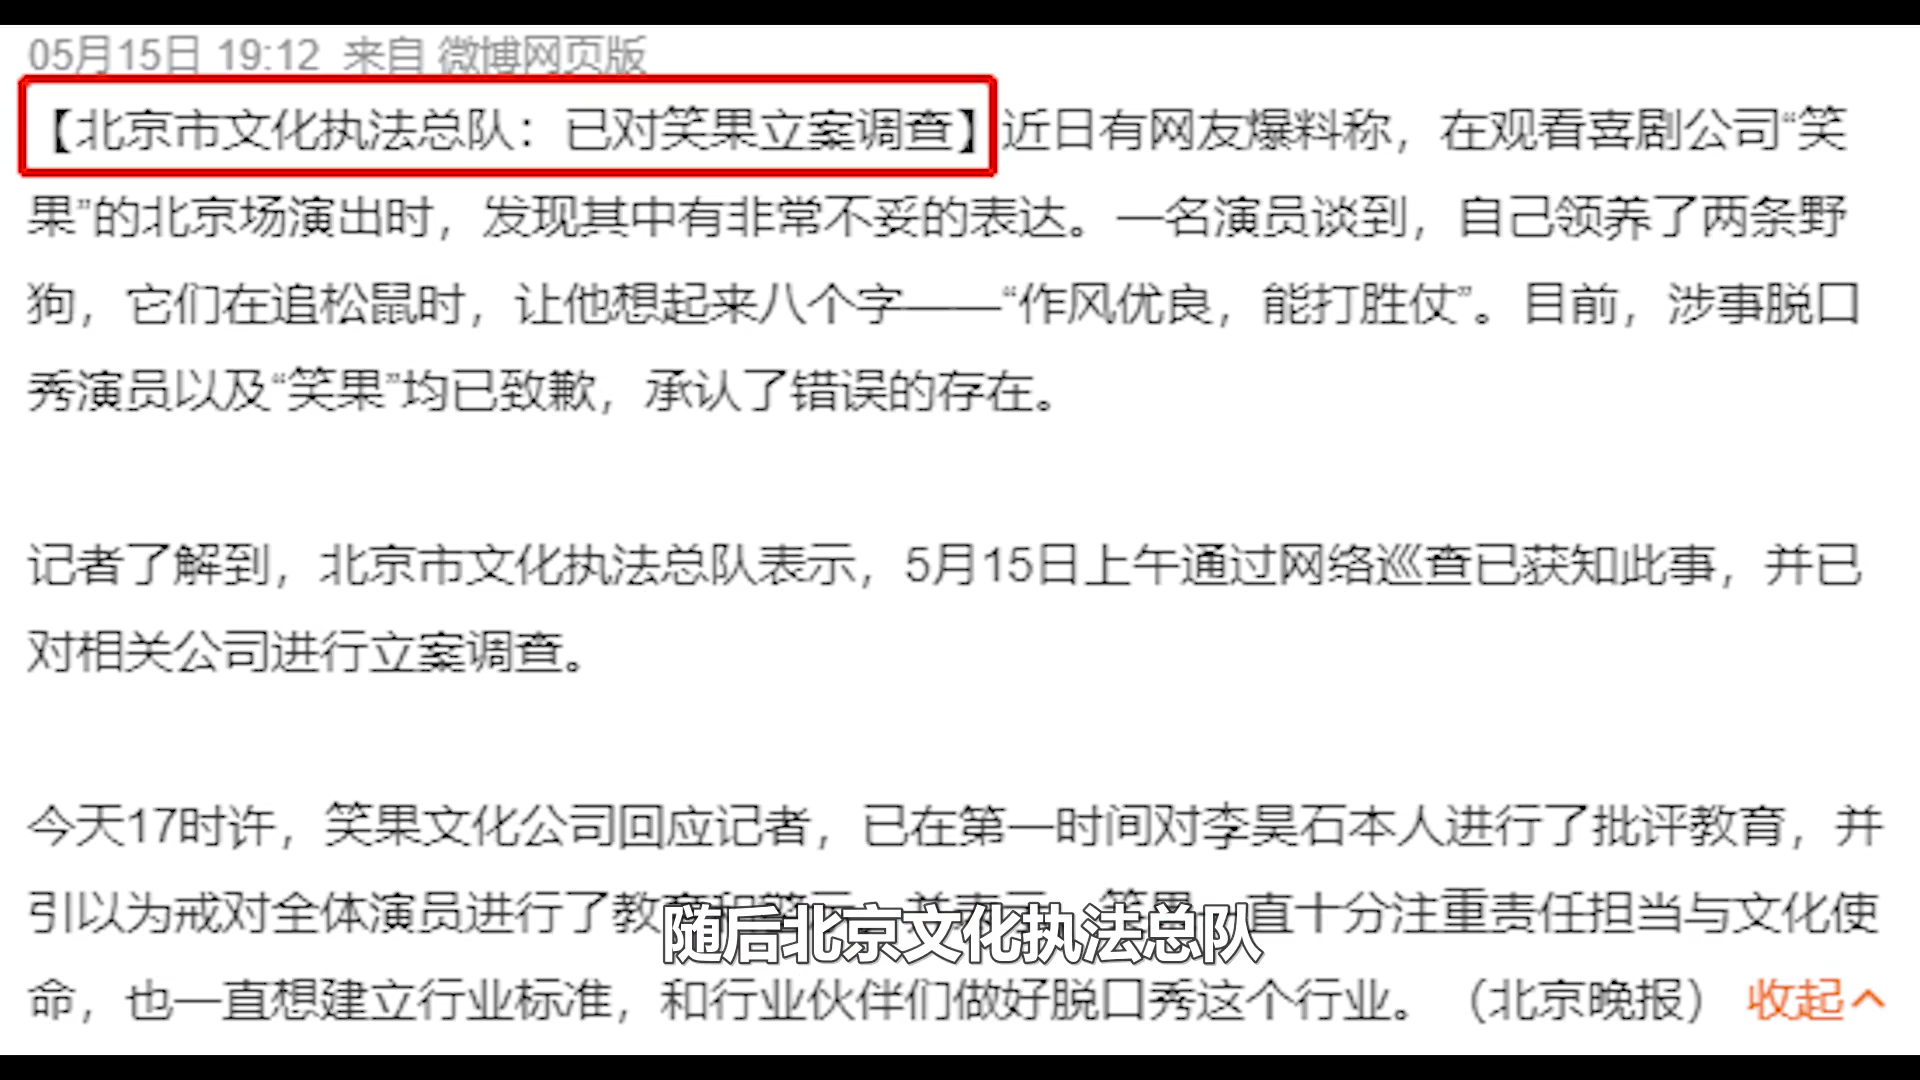 05月15日 19:12 来自 微博网页版
【北京市文化执法总队：已对笑果立案调查】近日有网友爆料称，在观看喜剧公司“笑
果”的北京场演出时，发现其中有非常不妥的表达。一名演员谈到，自己领养了两条野
狗，它们在追松鼠时，让他想起来八个字——“作风优良，能打胜仗”。目前，涉事脱口
秀演员以及“笑果”均已致歉，承认了错误的存在。
记者了解到，北京市文化执法总队表示，5月15日上午通过网络巡查已获知此事，并已
对相关公司进行立案调查。
今天17时许，笑果文化公司回应记者，已在第一时间对李昊石本人进行了批评教育，并
引以为戒对全体演员进行了教 直十分注重责任担当与文化使
随后北京文化执法总队
命，也一直想建立行业标准，和行业伙伴们做好脱口秀这个行业。（北京晚报） 收起